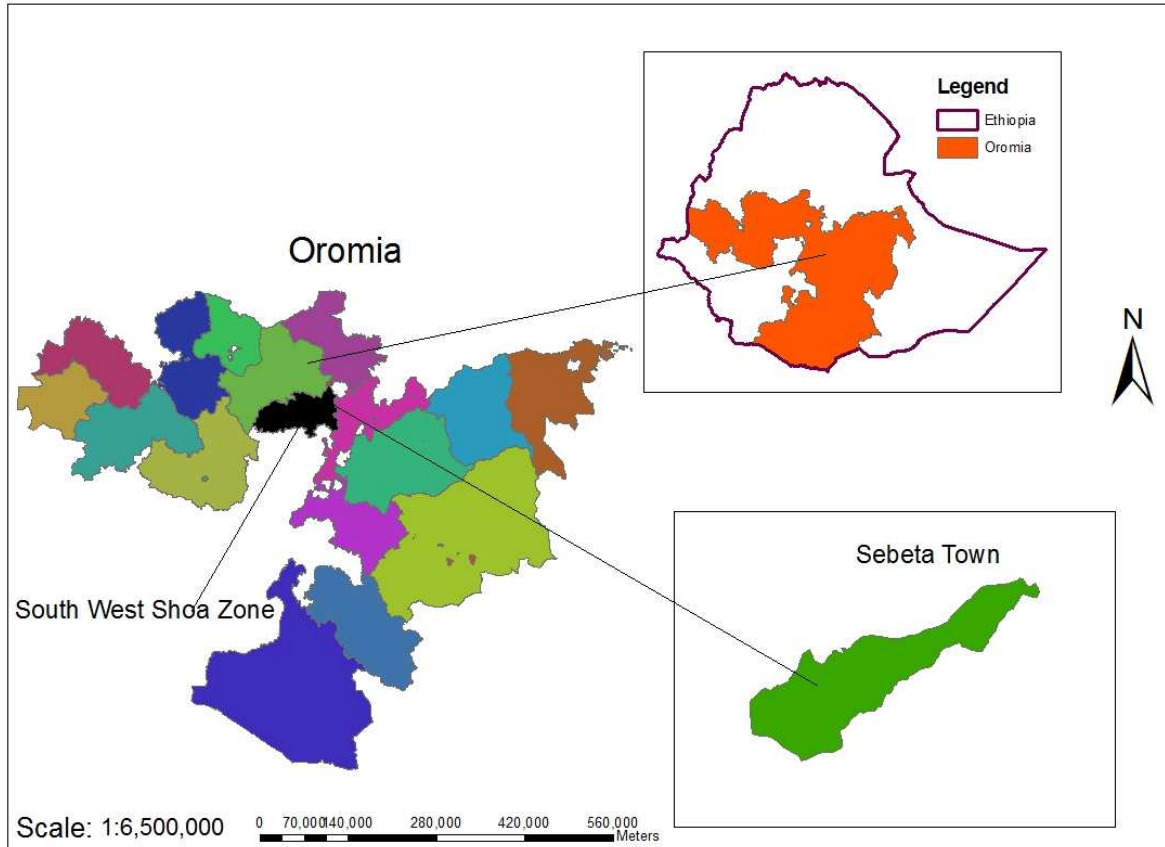 Legend
Ethiopia
Oromia
Oromia
N
South West Shoa Zone
Sebeta Town
Scale: 1:6,500,000
0 70,000 140,000 280,000 420,000 560,000
Meters